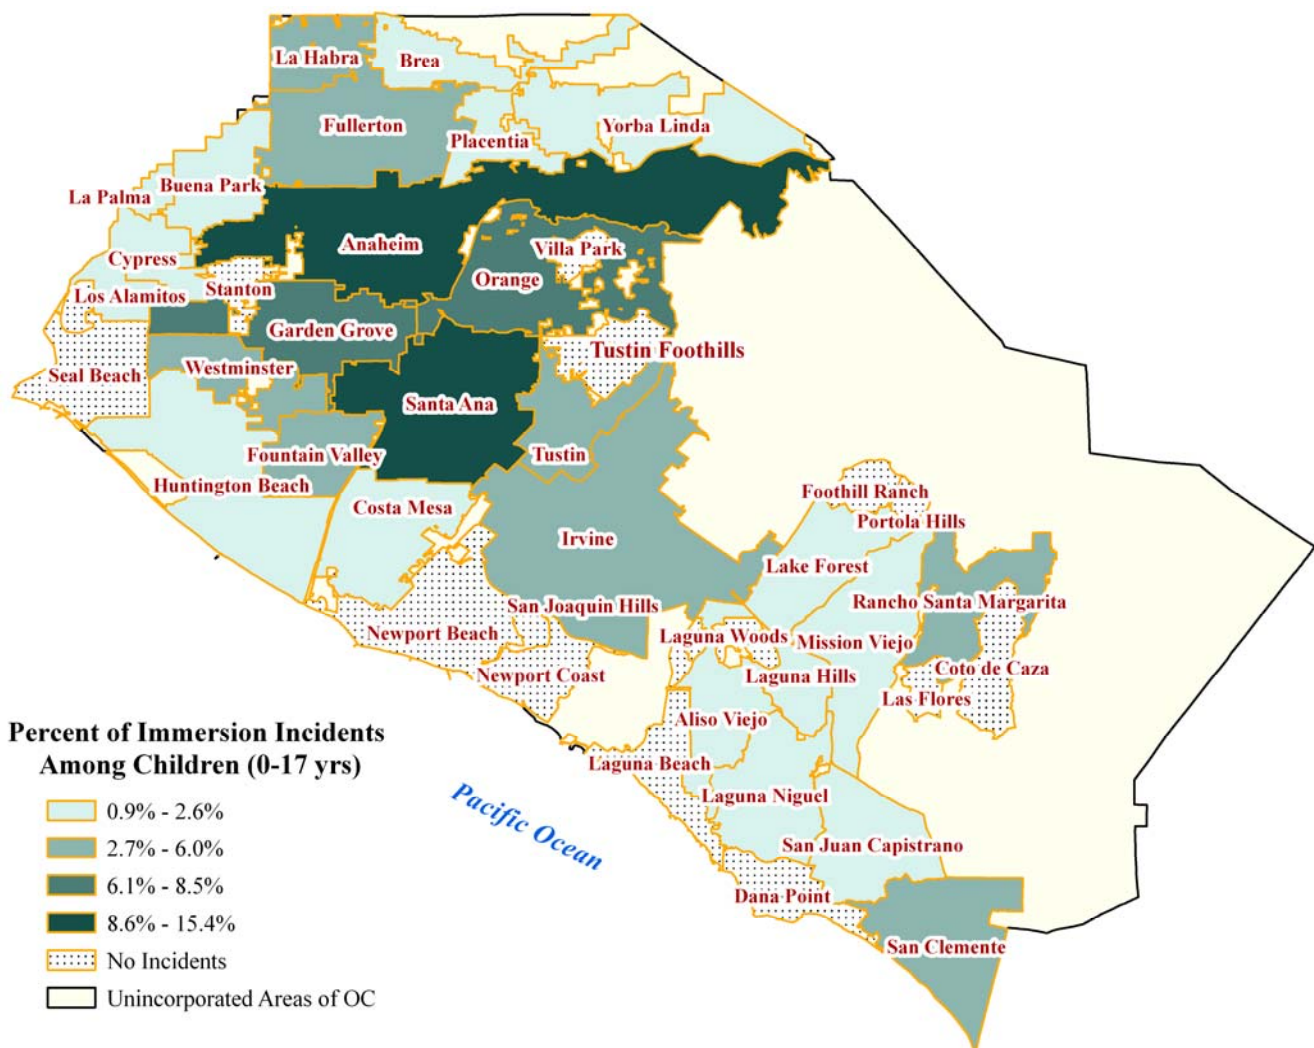 La Habra
Brea
Fullerton
Placentia
Yorba Linda
Buena Park
La Palma
Anaheim
Villa Park
Cypress
Orange
Stanton
Los Alamitos
Garden Grove
Tustin Foothills
Westminster
Seal Beach
Santa Ana
Fountain Valley
Tustin
Huntington Beach
Foothill Ranch
Costa Mesa
Portola Hills
Irvine
Lake Forest
San Joaquin Hills
Rancho Santa Margarita
Newport Beach
Laguna Woods
Mission Viejo
Newport Coast
Laguna Hills
Coto de Caza
Las Flores
Aliso Viejo
Laguna Beach
Laguna Niguel
San Juan Capistrano
Dana Point
San Clemente
Pacific Ocean
Percent of Immersion Incidents
Among Children (0-17 yrs)
0.9% - 2.6%
2.7% - 6.0%
6.1% - 8.5%
8.6% - 15.4%
No Incidents
Unincorporated Areas of OC